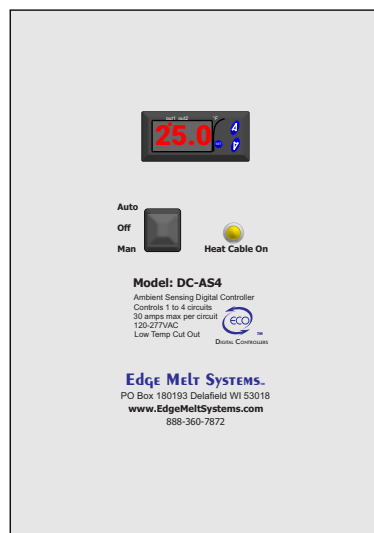 out1 out2 °F
25.0
SET
Auto
Off
Man
Heat Cable On
Model: DC-AS4
Ambient Sensing Digital Controller
Controls 1 to 4 circuits
30 amps max per circuit
120-277VAC
Low Temp Cut Out
ECO
TM
Digital Controllers
Edge Melt Systems
PO Box 180193 Delafield WI 53018
www.EdgeMeltSystems.com
888-360-7872